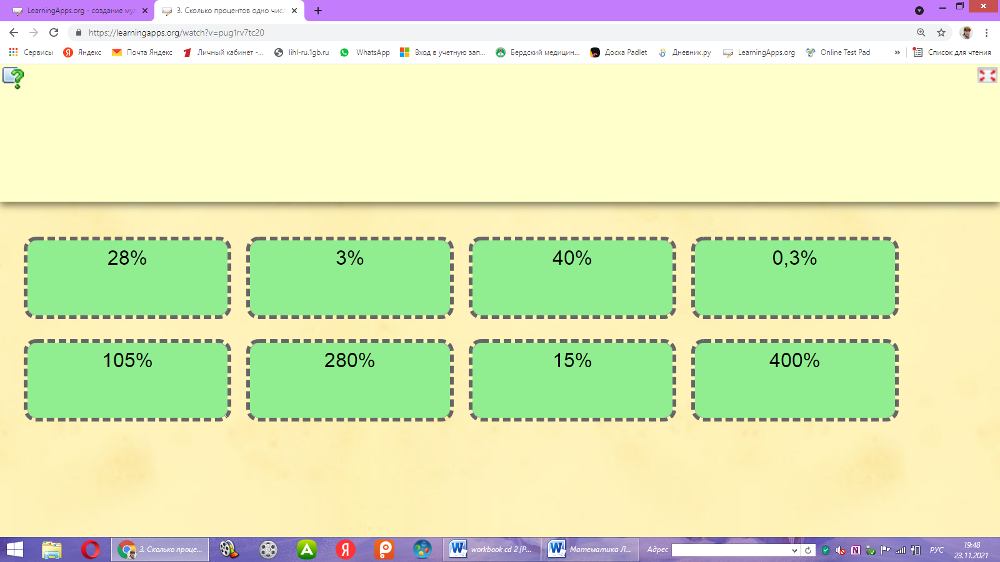 LearningApps.org - создание мул
3. Сколько процентов одно числ
https://learningapps.org/watch?v=pug1rv7tc20
Сервисы Яндекс Почта Яндекс Личный кабинет -... lihl-ru.1gb.ru WhatsApp Вход в учетную зап... Бердский медицин... Доска Padlet Дневник.ру LearningApps.org Online Test Pad » Список для чтения
28% 3% 40% 0,3%
105% 280% 15% 400%
3. Сколько проце... workbook cd 2 [Р... Математика Л... Адрес РУС 19:48
23.11.2021